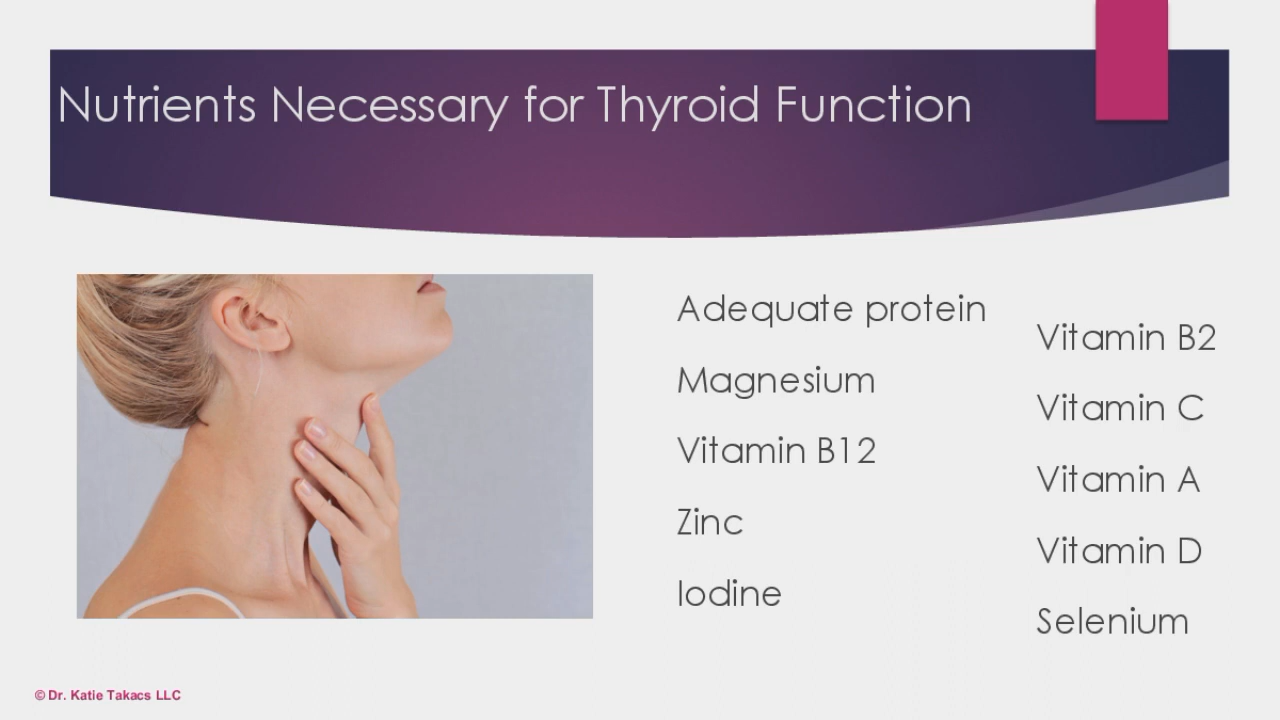 Nutrients Necessary for Thyroid Function
Adequate protein
Magnesium
Vitamin B12
Zinc
Iodine
Vitamin B2
Vitamin C
Vitamin A
Vitamin D
Selenium
© Dr. Katie Takacs LLC